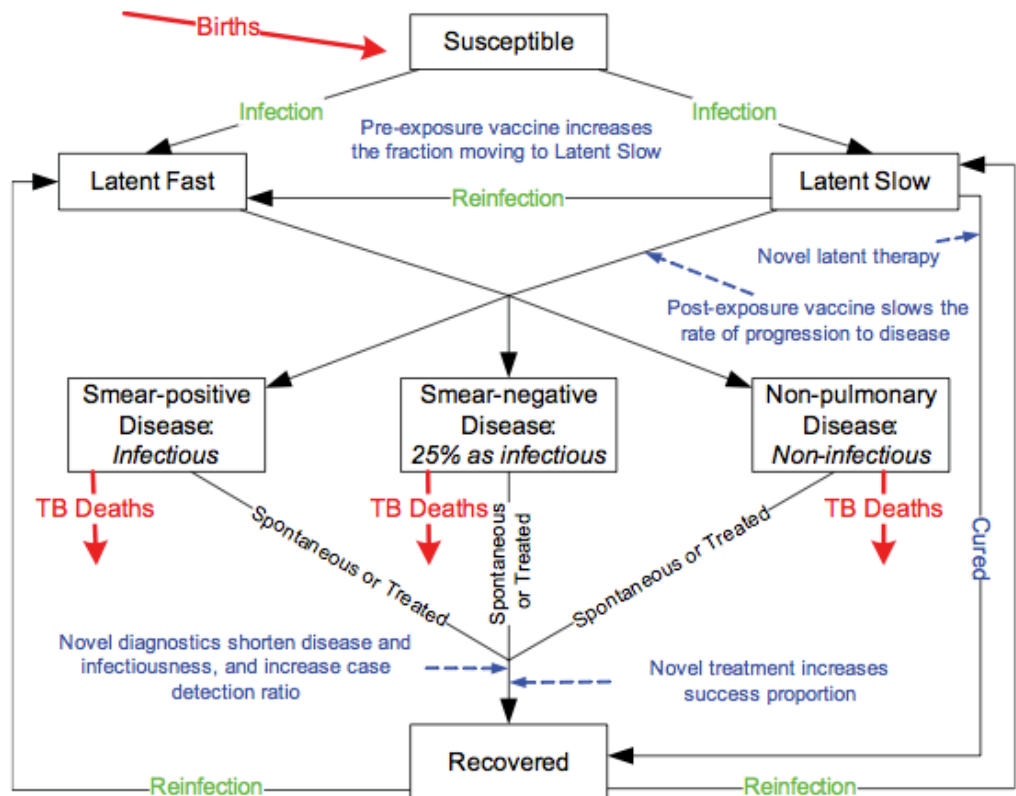 Births
Susceptible
Infection
Infection
Pre-exposure vaccine increases
the fraction moving to Latent Slow
Latent Fast
Latent Slow
Reinfection
Novel latent therapy
Post-exposure vaccine slows the
rate of progression to disease
Smear-positive
Disease:
Infectious
Smear-negative
Disease:
25% as infectious
Non-pulmonary
Disease:
Non-infectious
TB Deaths
TB Deaths
TB Deaths
Spontaneous or Treated
Spontaneous
or Treated
Spontaneous or Treated
Cured
Novel diagnostics shorten disease and
infectiousness, and increase case
detection ratio
Novel treatment increases
success proportion
Recovered
Reinfection
Reinfection